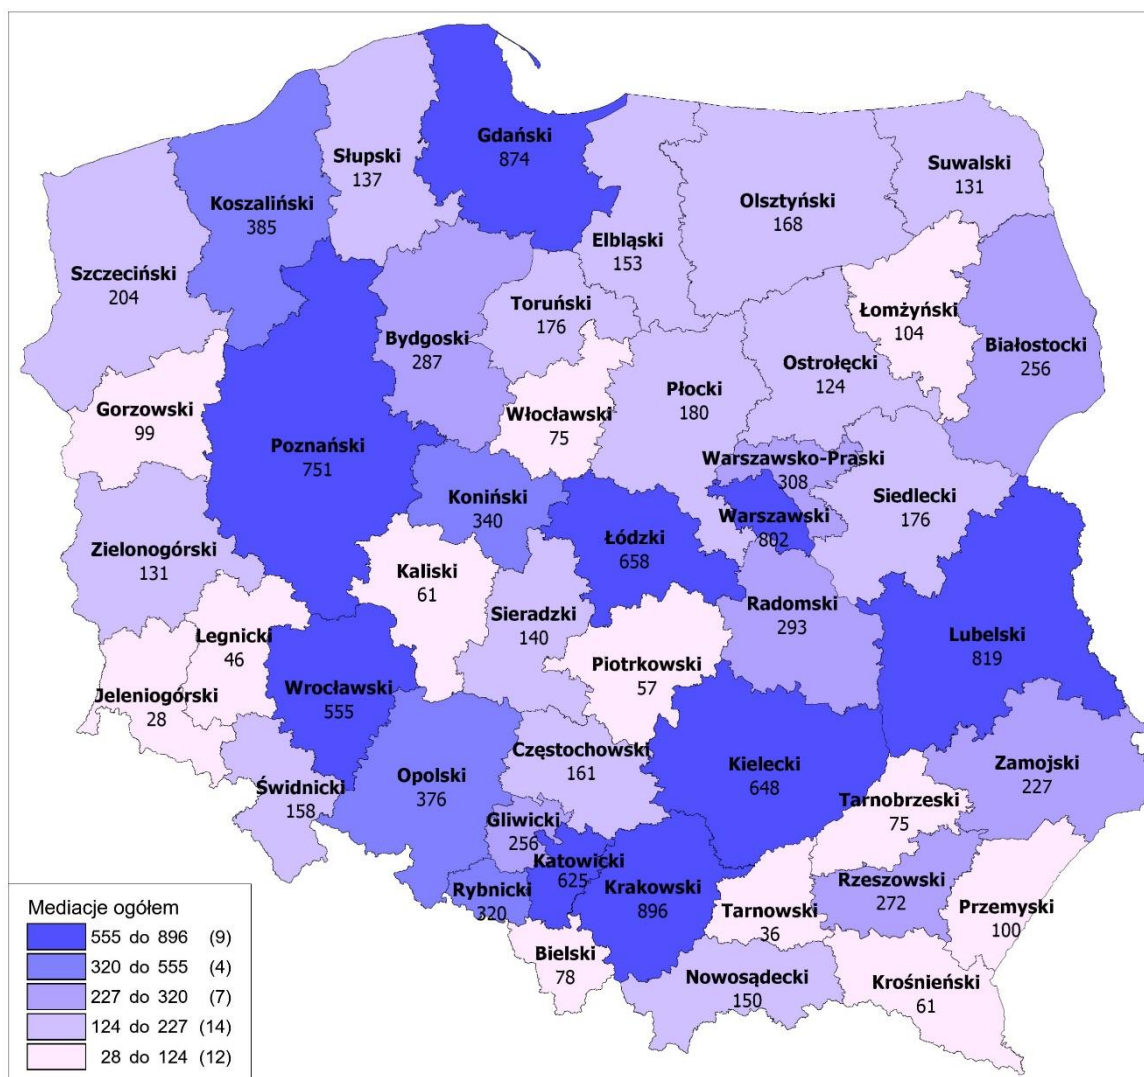 Gdański
874
Słupski
137
Suwalski
131
Koszaliński
385
Olsztyński
168
Elbląski
153
Szczeciński
204
Toruński
176
Łomżyński
104
Bydgoski
287
Białostocki
256
Ostrołęcki
124
Płocki
180
Gorzowski
99
Włocławski
75
Poznański
751
Warszawsko-Praski
308
Koniński
340
Siedlecki
176
Warszawski
802
Łódzki
658
Zielonogórski
131
Kaliski
61
Radomski
293
Sieradzki
140
Legnicki
46
Lubelski
819
Piotrkowski
57
Wrocławski
555
Jeleniogórski
28
Częstochowski
161
Kielecki
648
Zamojski
227
Opolski
376
Tarnobrzeski
75
Świdnicki
158
Gliwicki
256
Katowicki
625
Rybnicki
320
Krakowski
896
Rzeszowski
272
Tarnowski
36
Przemyski
100
Bielski
78
Nowosądecki
150
Krośnieński
61
Mediacje ogółem
555 do 896 (9)
320 do 555 (4)
227 do 320 (7)
124 do 227 (14)
28 do 124 (12)